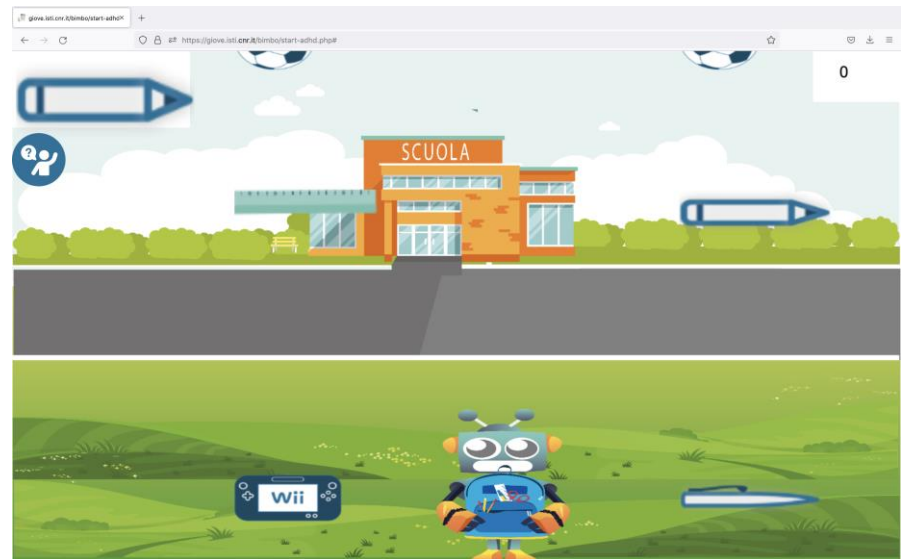 giove.isti.cnr.it/bimbo/start-adhd
https://giove.isti.cnr.it/bimbo/start-adhd.php#
0
SCUOLA
Wii